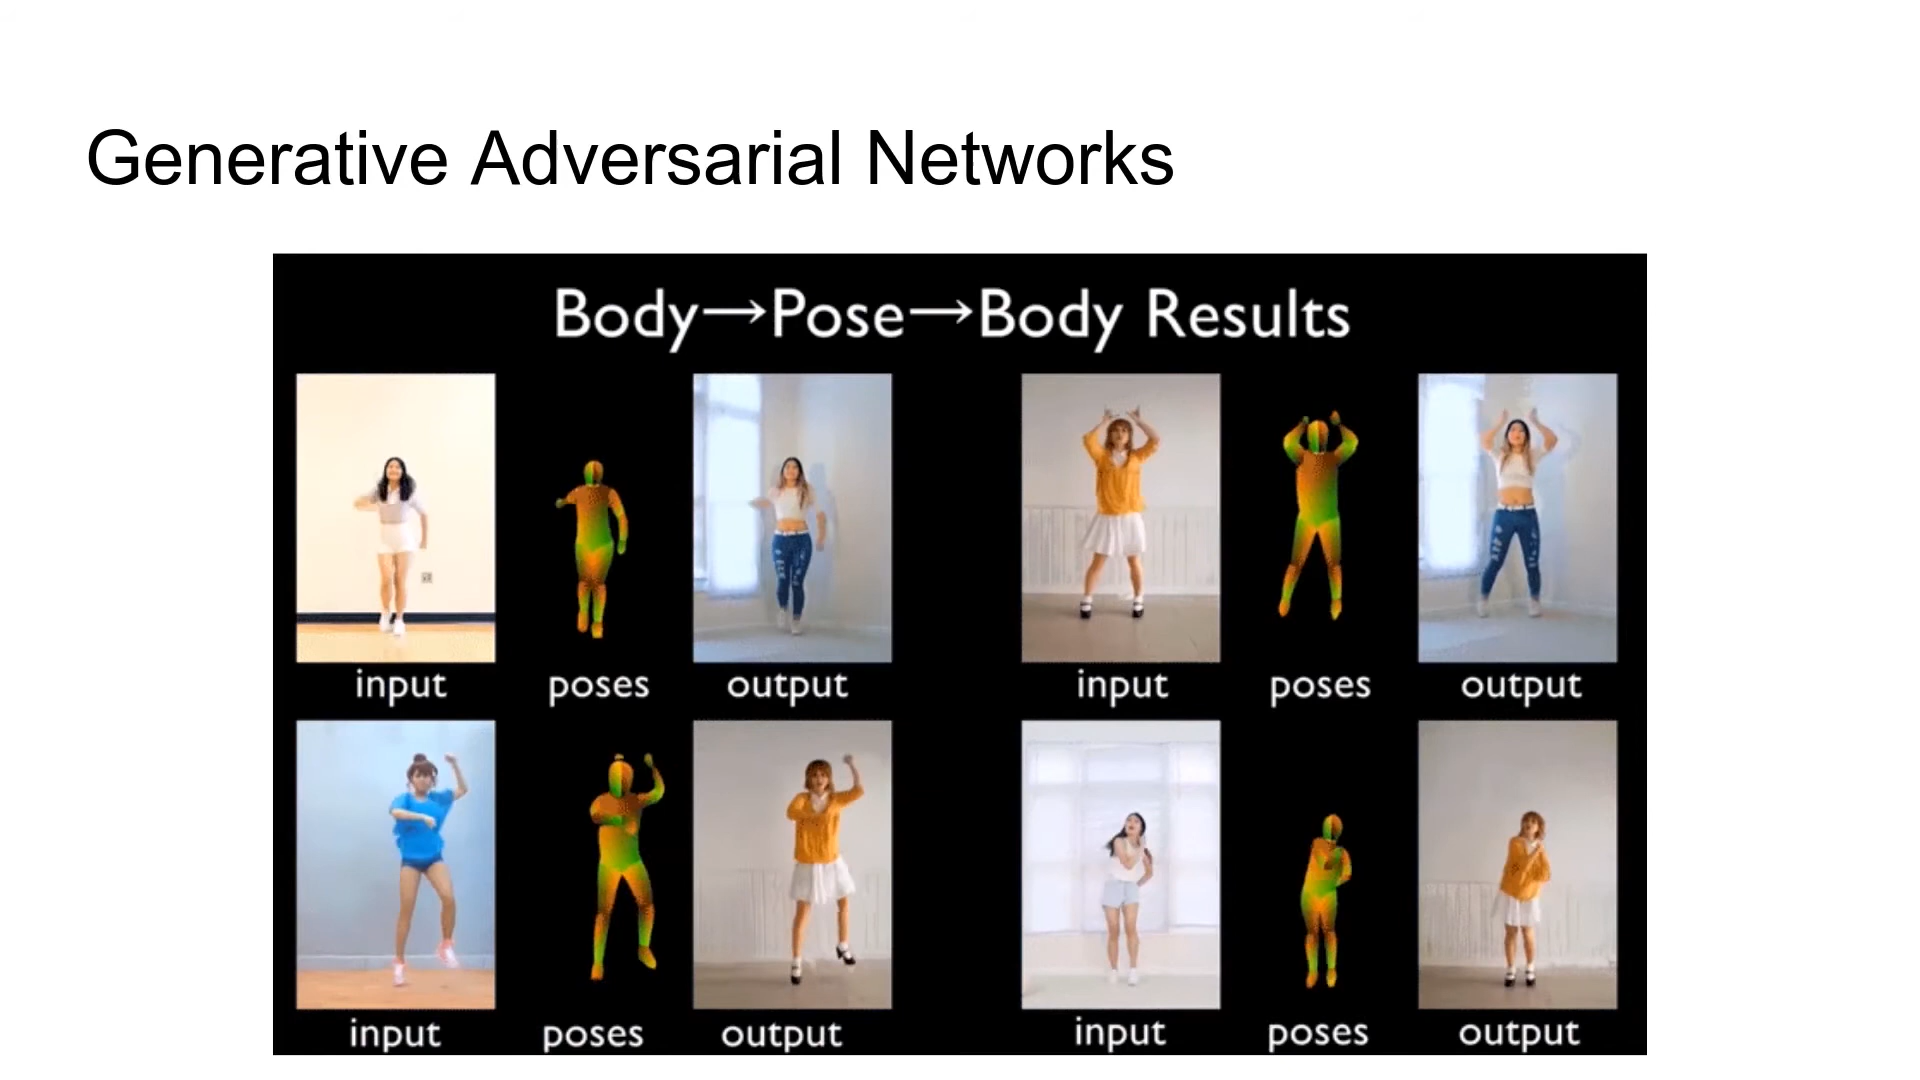 Generative Adversarial Networks
Body→Pose→Body Results
input poses output input poses output
input poses output input poses output